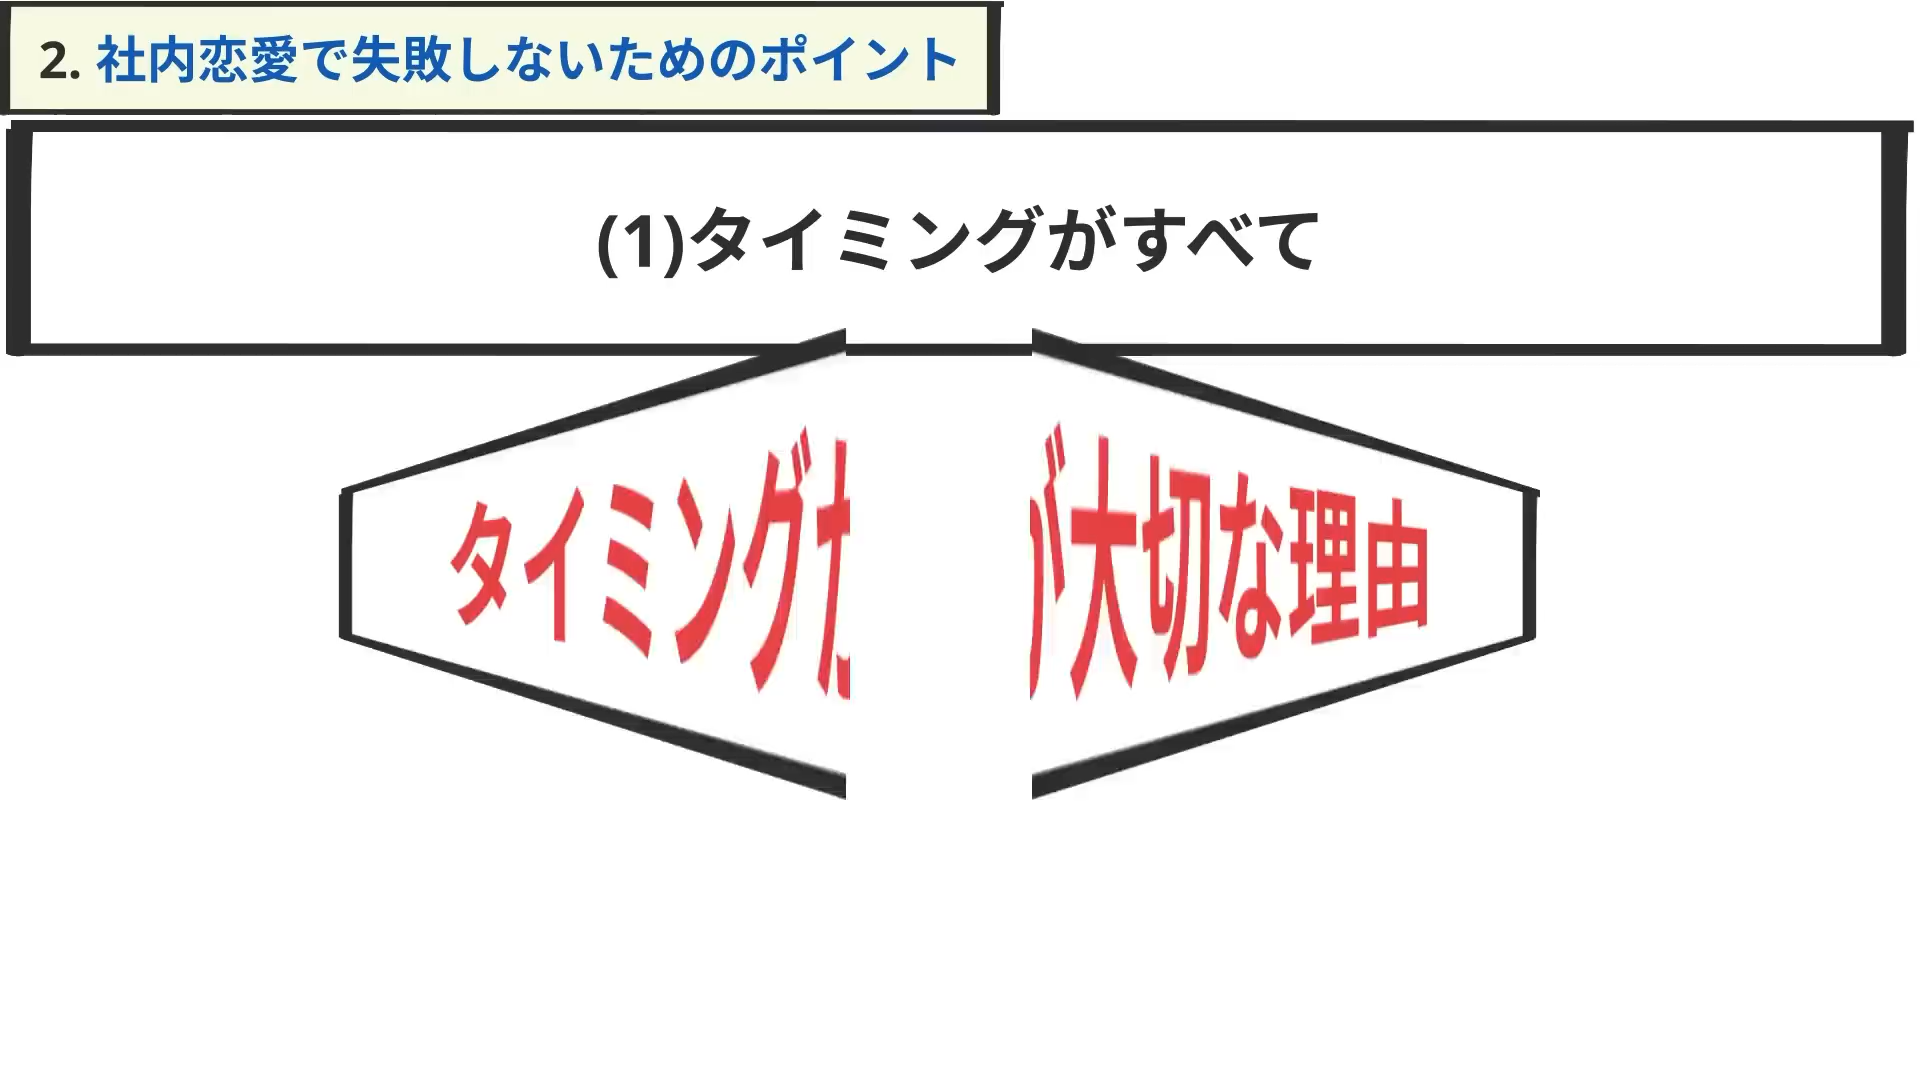 2. 社内恋愛で失敗しないためのポイント
(1)タイミングがすべて
タイミングが大切な理由